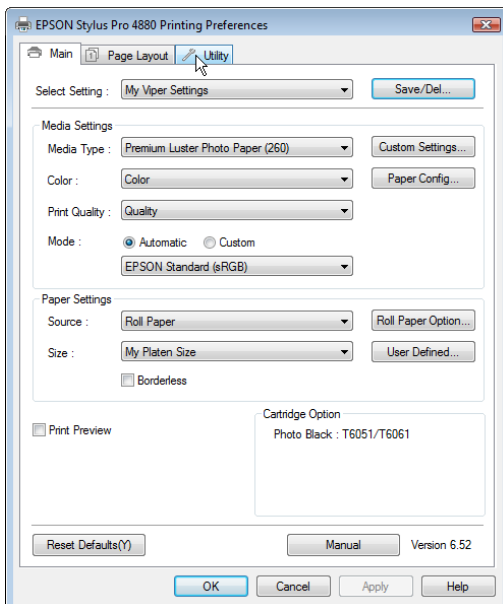 EPSON Stylus Pro 4880 Printing Preferences
Main Page Layout Utility
Select Setting : My Viper Settings Save/Del...
Media Settings
Media Type : Premium Luster Photo Paper (260) Custom Settings...
Color : Color Paper Config...
Print Quality : Quality
Mode : Automatic Custom
EPSON Standard (sRGB)
Paper Settings
Source : Roll Paper Roll Paper Option...
Size : My Platen Size User Defined...
Borderless
Print Preview
Cartridge Option
Photo Black : T6051/T6061
Reset Defaults(Y) Manual Version 6.52
OK Cancel Apply Help